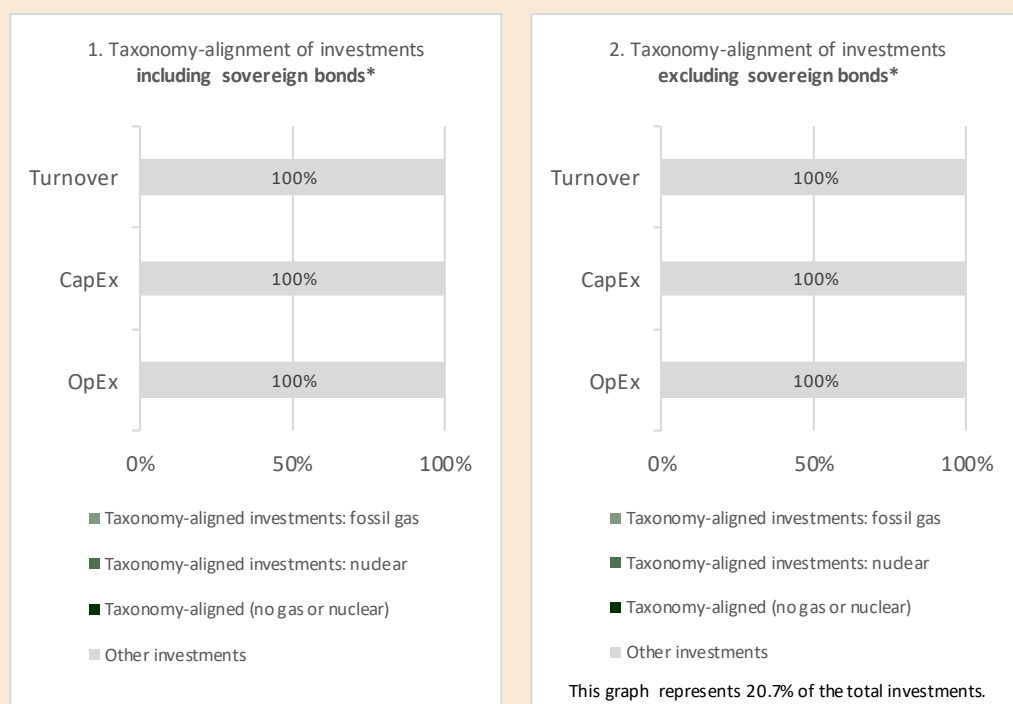 1. Taxonomy-alignment of investments
including sovereign bonds*
Turnover
100%
CapEx
100%
OpEx
100%
0% 50% 100%
Taxonomy-aligned investments: fossil gas
Taxonomy-aligned investments: nuclear
Taxonomy-aligned (no gas or nuclear)
Other investments
2. Taxonomy-alignment of investments
excluding sovereign bonds*
Turnover
100%
CapEx
100%
OpEx
100%
0% 50% 100%
Taxonomy-aligned investments: fossil gas
Taxonomy-aligned investments: nuclear
Taxonomy-aligned (no gas or nuclear)
Other investments
This graph represents 20.7% of the total investments.